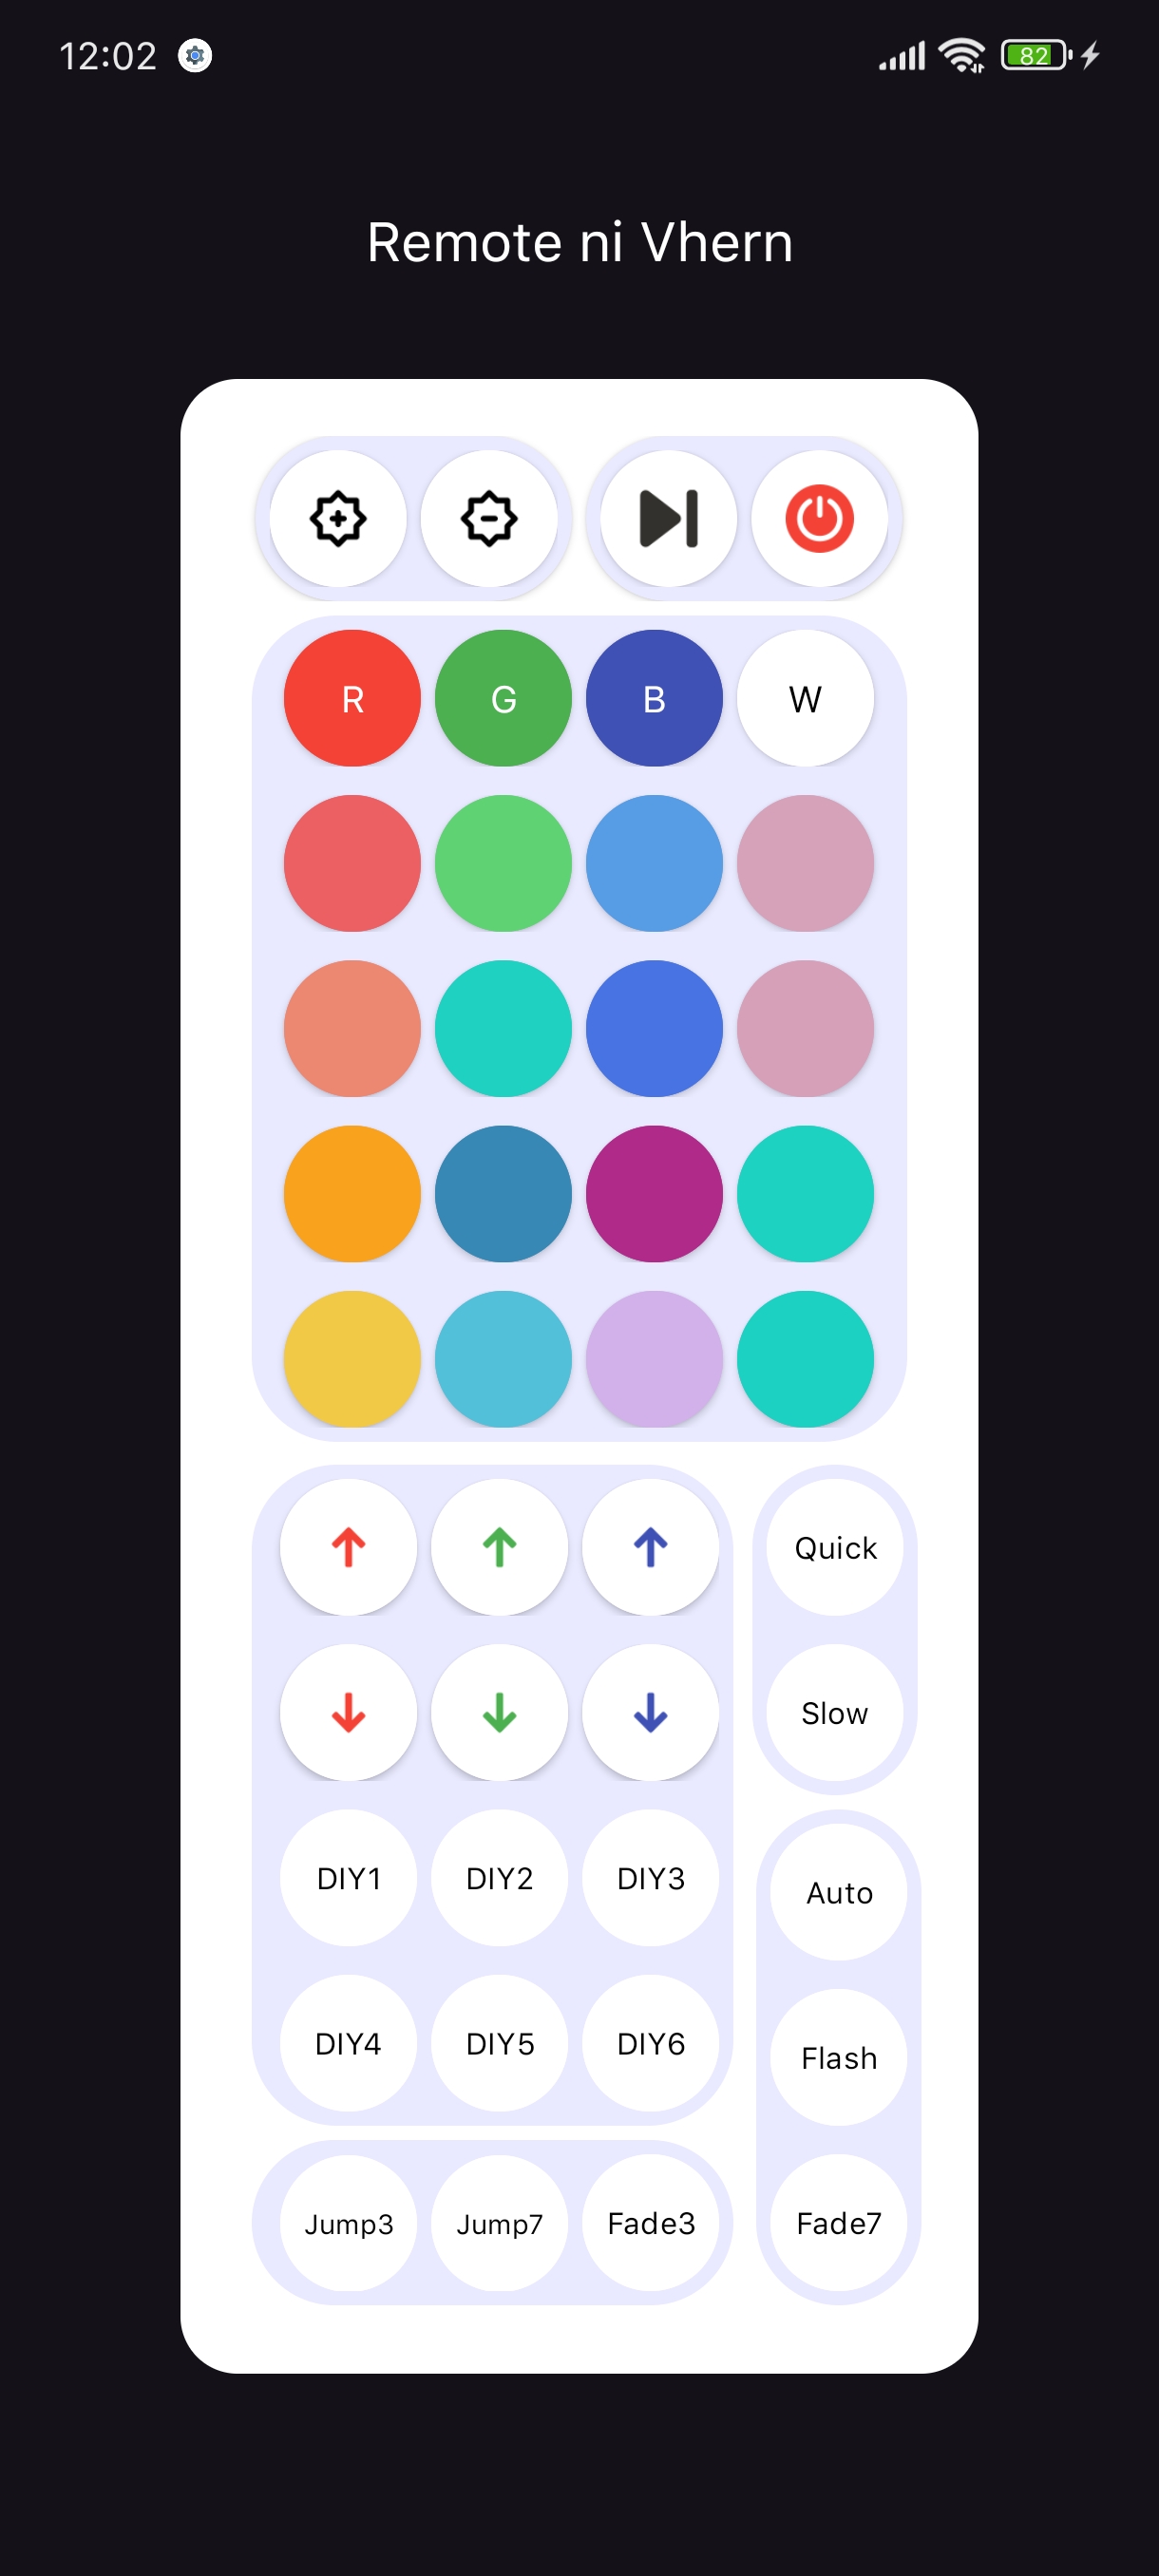 12:02
82
Remote ni Vhern
R G B W
Quick
Slow
DIY1 DIY2 DIY3
Auto
DIY4 DIY5 DIY6
Flash
Jump3 Jump7 Fade3 Fade7